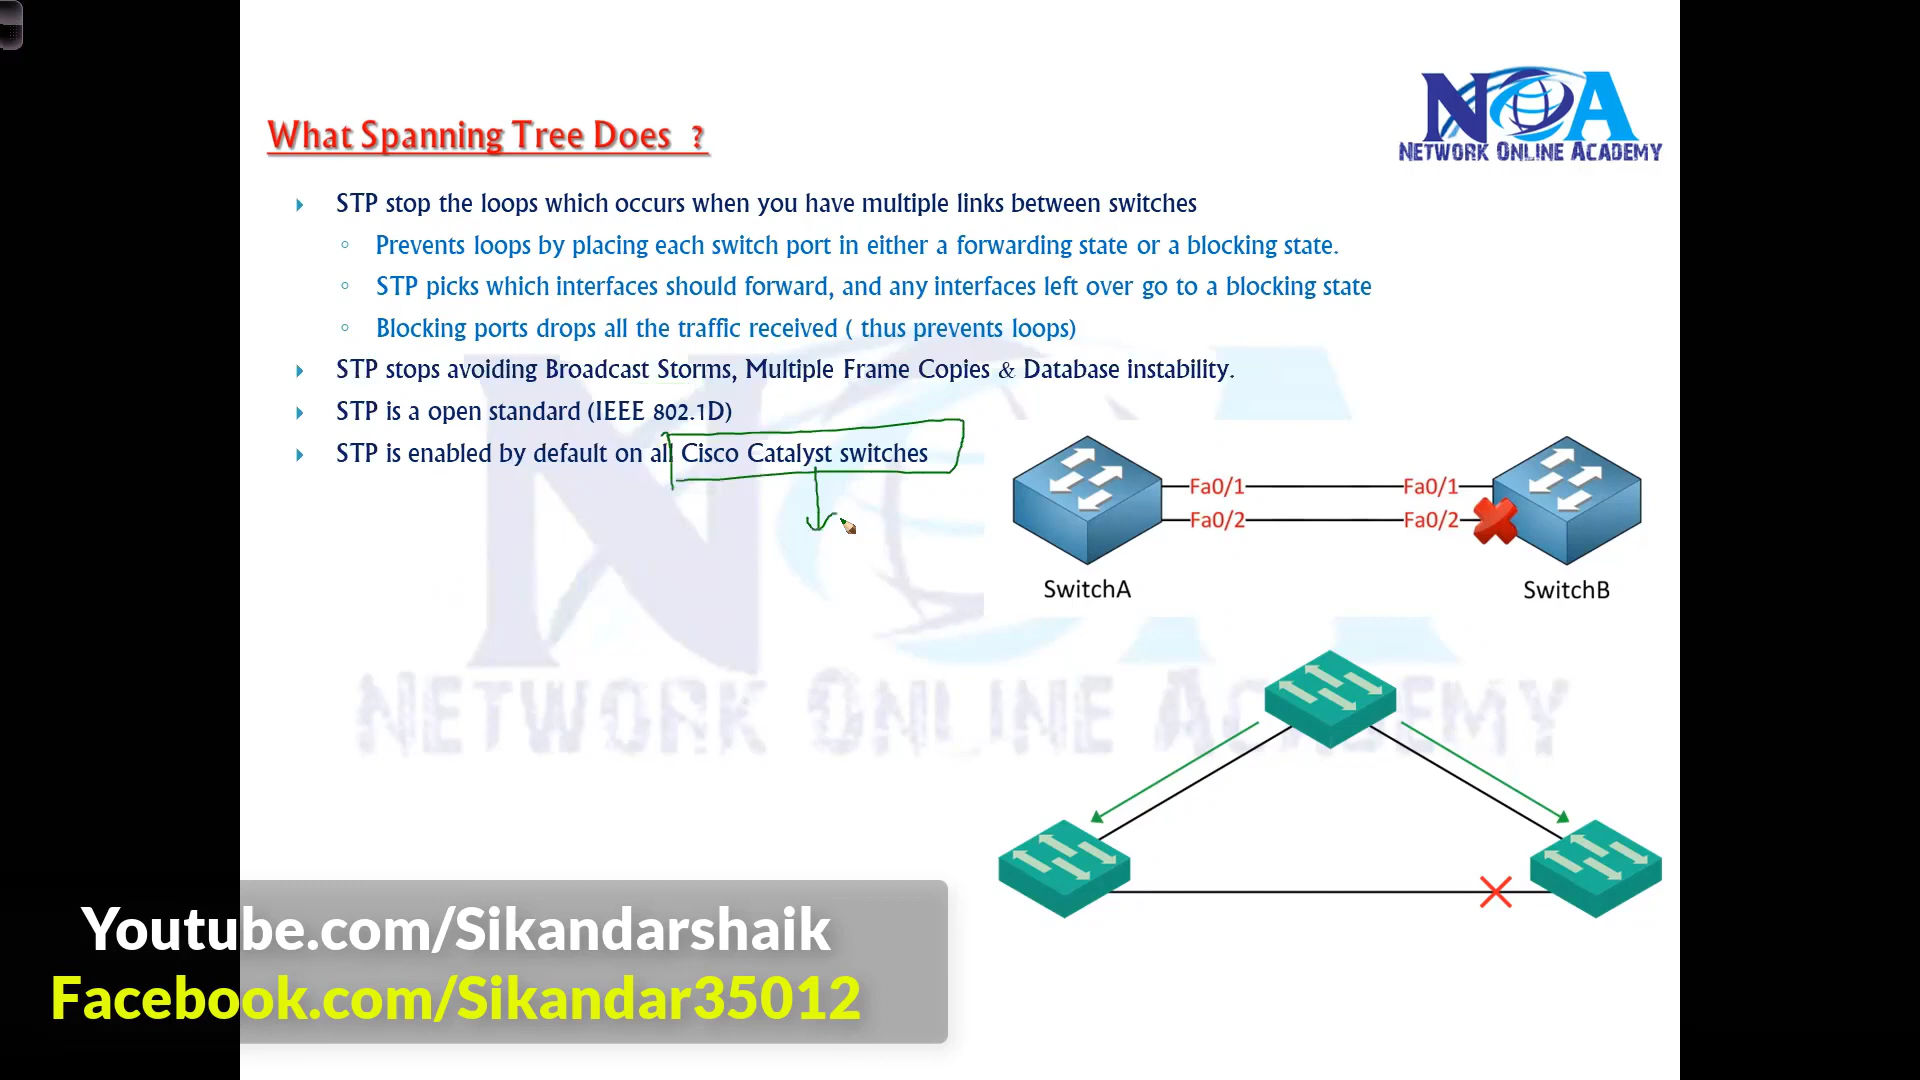 NOA
NETWORK ONLINE ACADEMY
What Spanning Tree Does ?
STP stop the loops which occurs when you have multiple links between switches
Prevents loops by placing each switch port in either a forwarding state or a blocking state.
STP picks which interfaces should forward, and any interfaces left over go to a blocking state
Blocking ports drops all the traffic received ( thus prevents loops)
STP stops avoiding Broadcast Storms, Multiple Frame Copies & Database instability.
STP is a open standard (IEEE 802.1D)
STP is enabled by default on all Cisco Catalyst switches
Fa0/1 Fa0/1
Fa0/2 Fa0/2
SwitchA SwitchB
NETWORK ONLINE ACADEMY
Youtube.com/Sikandarshaik
Facebook.com/Sikandar35012